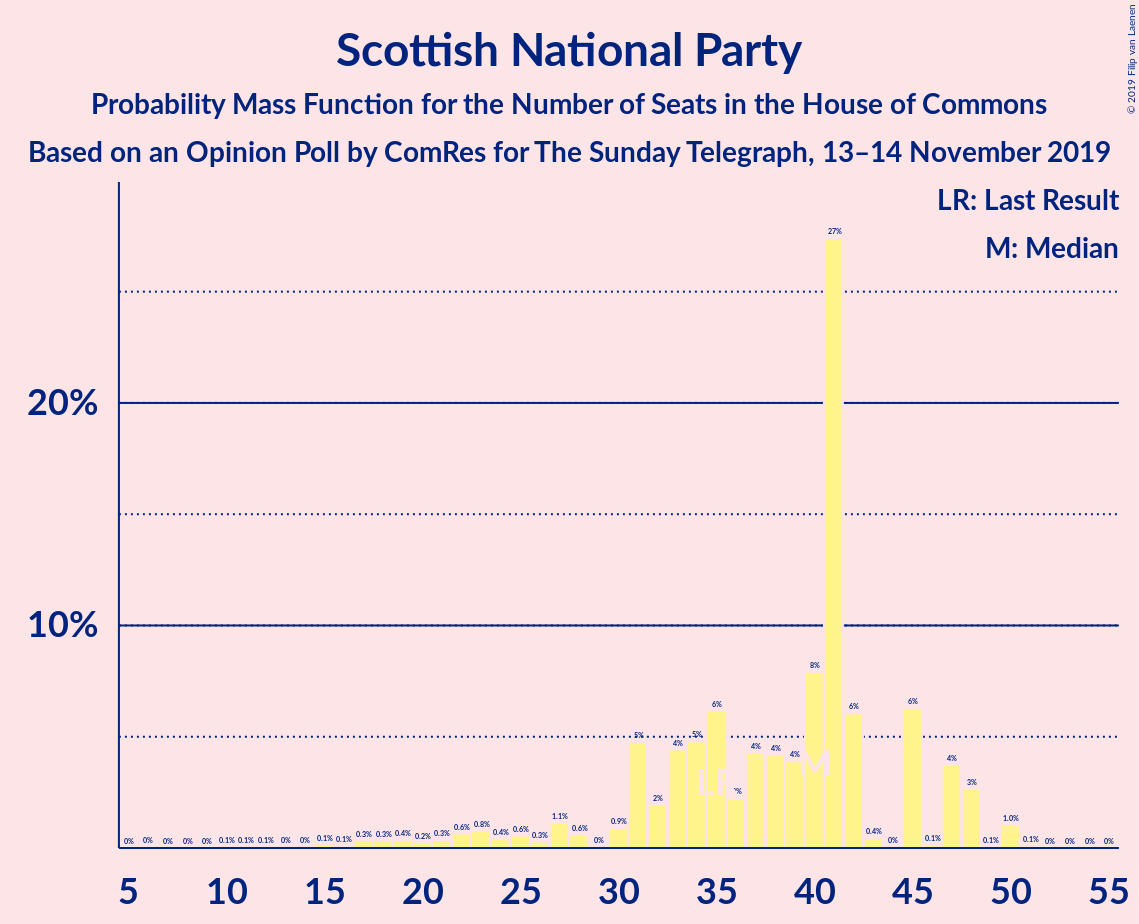 Scottish National Party
Probability Mass Function for the Number of Seats in the House of Commons
Based on an Opinion Poll by ComRes for The Sunday Telegraph, 13–14 November 2019
© 2019 Filip van Laenen
LR: Last Result
M: Median
20%
10%
0% 0% 0% 0% 0% 0.1% 0.1% 0.1% 0% 0% 0.1% 0.1% 0.3% 0.3% 0.4% 0.2% 0.3% 0.6% 0.8% 0.4% 0.6% 0.3% 1.1% 0.6% 0% 0.9% 5% 2% 4% 5% 6% 4% 4% 4% 8% 27% 6% 0.4% 0% 6% 0.1% 4% 3% 0.1% 1.0% 0.1% 0% 0% 0% 0%
M
5 10 15 20 25 30 35 40 45 50 55